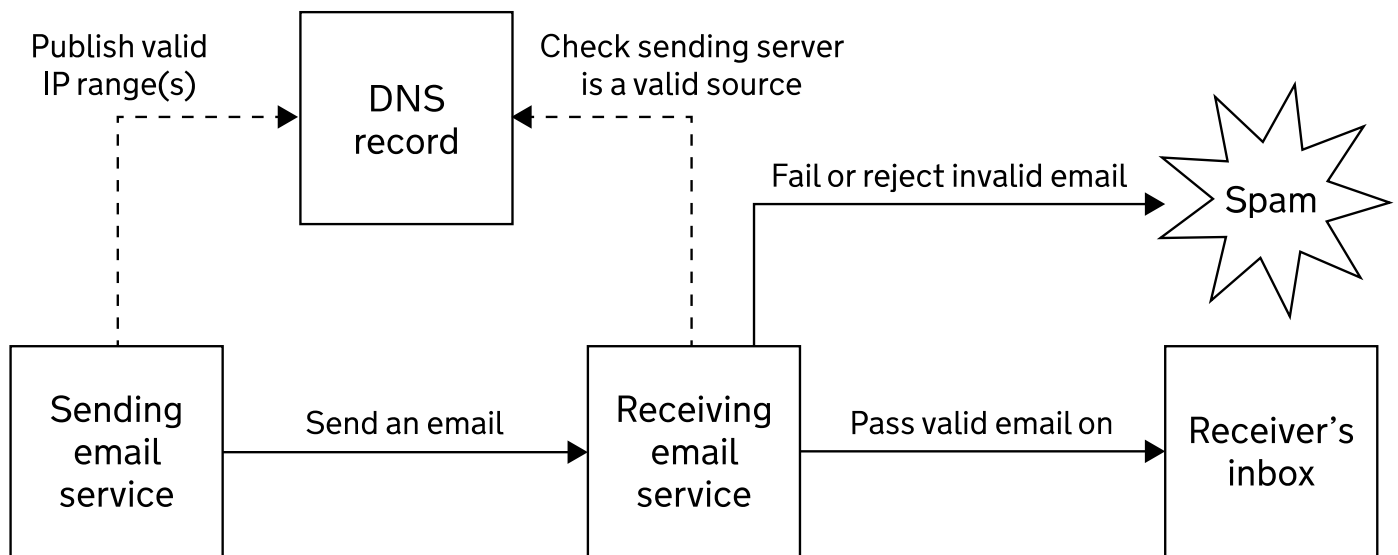 Publish valid
IP range(s)
DNS
record
Check sending server
is a valid source
Fail or reject invalid email
Spam
Sending
email
service
Send an email
Receiving
email
service
Pass valid email on
Receiver’s
inbox